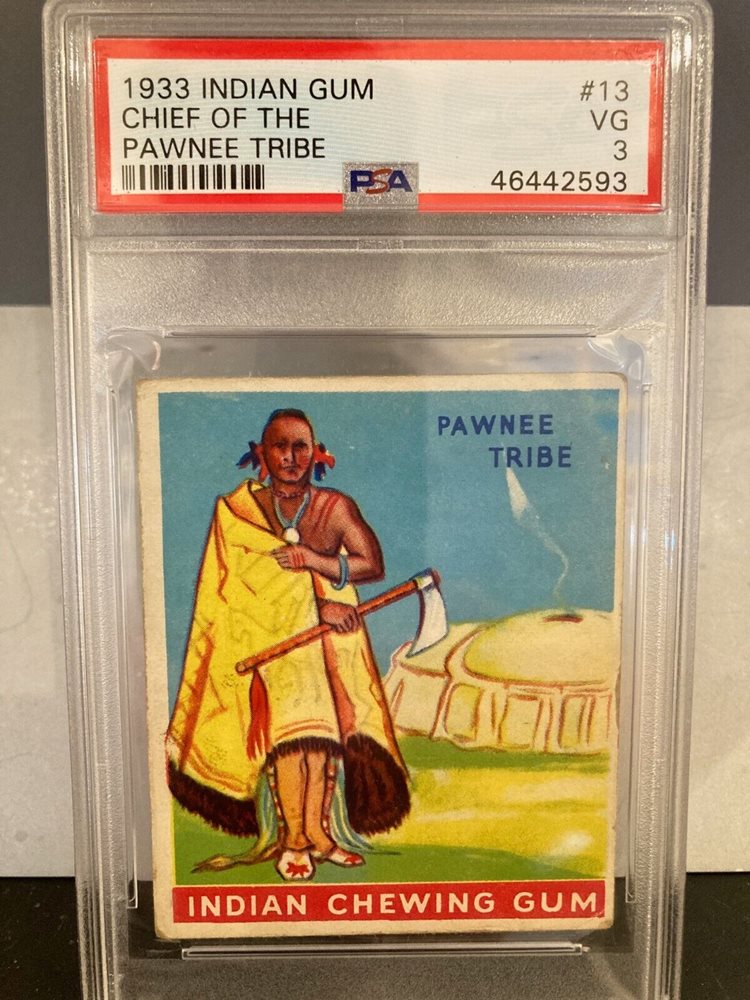 1933 INDIAN GUM #13
CHIEF OF THE VG
PAWNEE TRIBE 3
PSA 46442593
PAWNEE
TRIBE
INDIAN CHEWING GUM